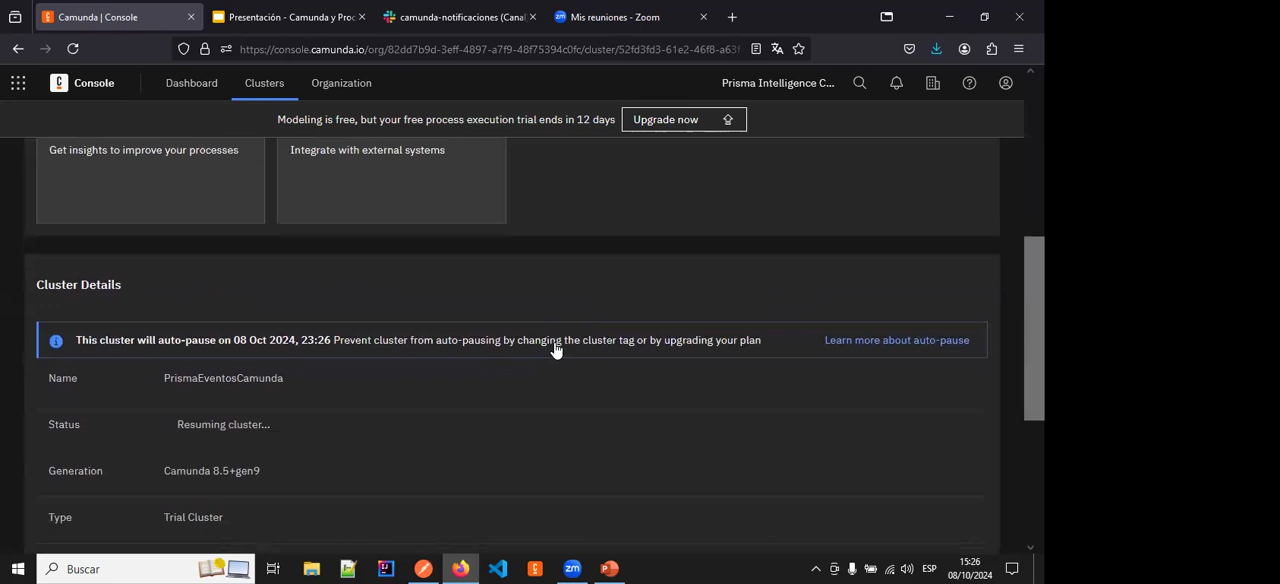 Camunda | Console
Presentación - Camunda y Pro
camunda-notificaciones (Canal
Mis reuniones - Zoom
https://console.camunda.io/org/82dd7b9d-3eff-4897-a7f9-48f75394c0fc/cluster/52fd3fd3-61e2-46f8-a63f
Console
Dashboard
Clusters
Organization
Prisma Intelligence C...
Modeling is free, but your free process execution trial ends in 12 days
Upgrade now
Get insights to improve your processes
Integrate with external systems
Cluster Details
This cluster will auto-pause on 08 Oct 2024, 23:26 Prevent cluster from auto-pausing by changing the cluster tag or by upgrading your plan
Learn more about auto-pause
Name PrismaEventosCamunda
Status Resuming cluster...
Generation Camunda 8.5+gen9
Type Trial Cluster
Buscar
ESP
15:26
08/10/2024